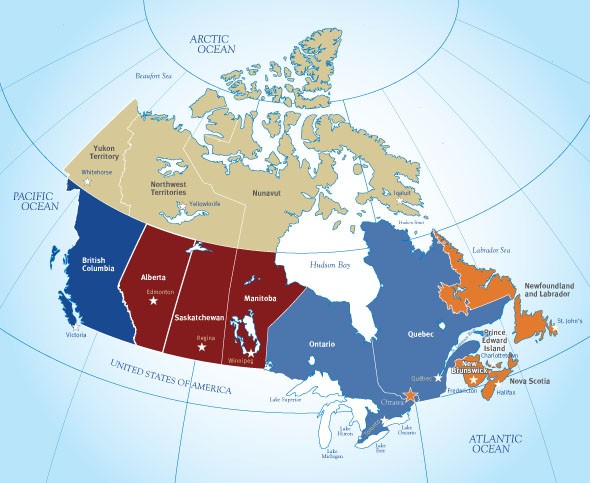 ARCTIC
OCEAN
Beaufort Sea
Yukon
Territory
Whitehorse
Northwest
Territories
Yellowknife
Nunavut
Iqaluit
Hudson Strait
PACIFIC
OCEAN
Labrador Sea
Hudson Bay
British
Columbia
Alberta
Edmonton
Saskatchewan
Regina
Manitoba
Winnipeg
Ontario
Quebec
Newfoundland
and Labrador
St. John's
Prince
Edward
Island
Charlottetown
New
Brunswick
Fredericton
Nova Scotia
Halifax
Victoria
Québec
Ottawa
Toronto
UNITED STATES OF AMERICA
Lake Superior
Lake
Huron
Lake
Michigan
Lake
Erie
Lake
Ontario
ATLANTIC
OCEAN